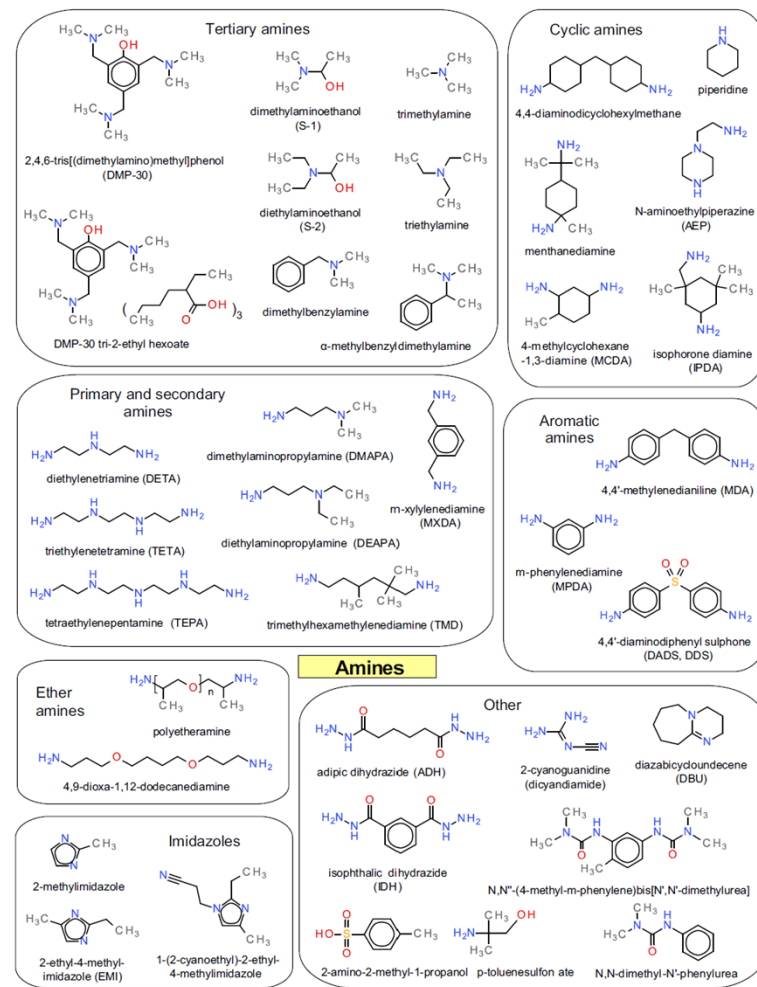 Tertiary amines
2,4,6-tris[(dimethylamino)methyl]phenol
(DMP-30)
dimethylaminoethanol
(S-1)
trimethylamine
diethylaminoethanol
(S-2)
triethylamine
DMP-30 tri-2-ethyl hexoate
dimethylbenzylamine
α-methylbenzyldimethylamine
Cyclic amines
4,4-diaminodicyclohexylmethane
piperidine
menthanediamine
N-aminoethylpiperazine
(AEP)
4-methylcyclohexane
-1,3-diamine (MCDA)
isophorone diamine
(IPDA)
Primary and secondary
amines
diethylenetriamine (DETA)
dimethylaminopropylamine (DMAPA)
m-xylylenediamine
(MXDA)
triethylenetetramine (TETA)
diethylaminopropylamine (DEAPA)
tetraethylenepentamine (TEPA)
trimethylhexamethylenediamine (TMD)
Aromatic
amines
4,4'-methylenedianiline (MDA)
m-phenylenediamine
(MPDA)
4,4'-diaminodiphenyl sulphone
(DADS, DDS)
Amines
Ether
amines
polyetheramine
4,9-dioxa-1,12-dodecanediamine
Imidazoles
2-methylimidazole
2-ethyl-4-methyl-
imidazole (EMI)
1-(2-cyanoethyl)-2-ethyl-
4-methylimidazole
Other
adipic dihydrazide (ADH)
2-cyanoguanidine
(dicyandiamide)
diazabicycloundecene
(DBU)
isophthalic dihydrazide
(IDH)
N,N''-(4-methyl-m-phenylene)bis[N',N'-dimethylurea]
2-amino-2-methyl-1-propanol
p-toluenesulfon ate
N,N-dimethyl-N'-phenylurea